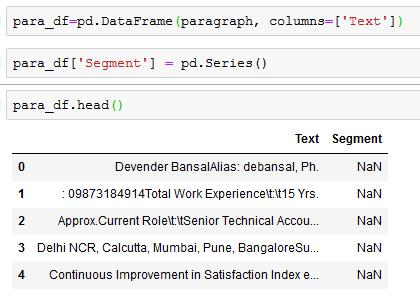 para_df=pd.DataFrame(paragraph, columns=['Text'])
para_df['Segment'] = pd.Series()
para_df.head()
Text Segment
0 Devender BansalAlias: debansal, Ph. NaN
1 : 09873184914Total Work Experience\t:\t15 Yrs. NaN
2 Approx.Current Role\t:\tSenior Technical Accou... NaN
3 Delhi NCR, Calcutta, Mumbai, Pune, BangaloreSu... NaN
4 Continuous Improvement in Satisfaction Index e... NaN